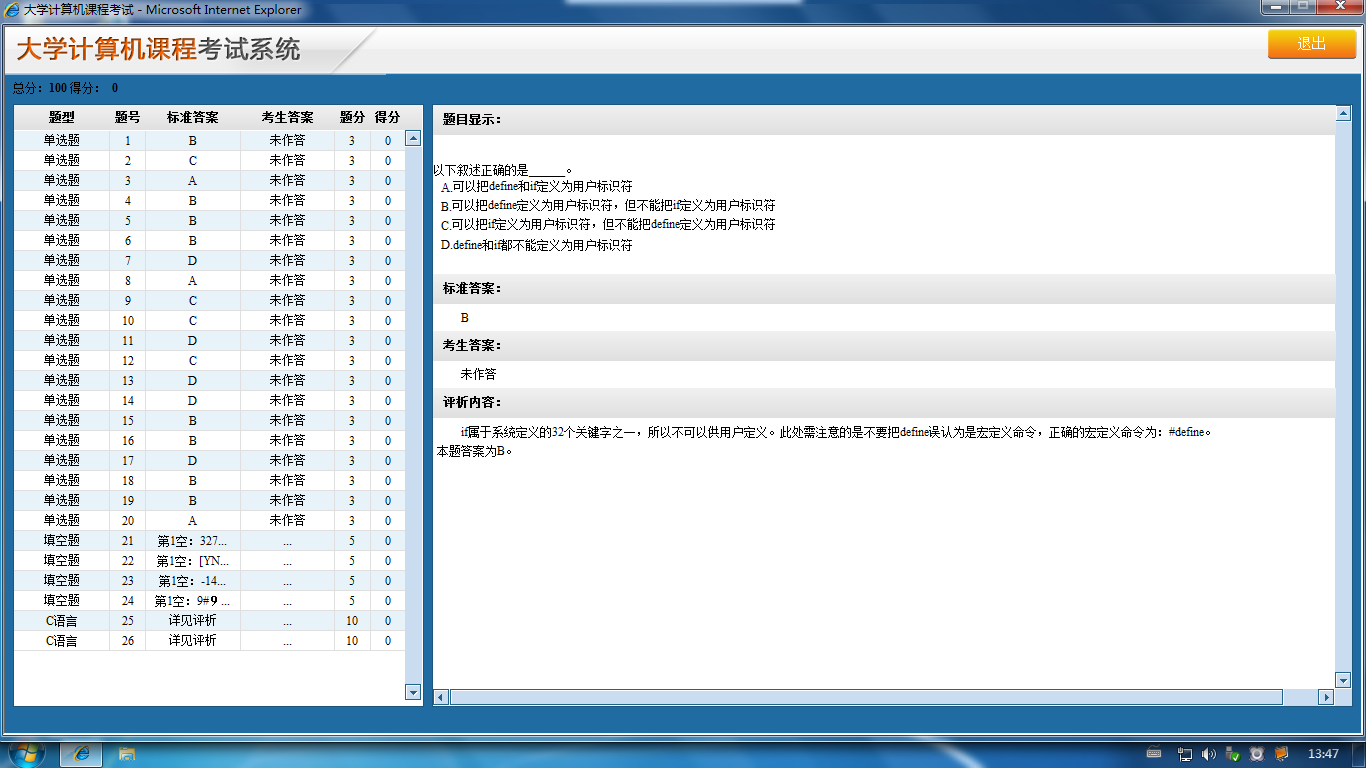 大学计算机课程考试 - Microsoft Internet Explorer
大学计算机课程考试系统
退出
总分：100 得分： 0
题型 题号 标准答案 考生答案 题分 得分
单选题 1 B 未作答 3 0
单选题 2 C 未作答 3 0
单选题 3 A 未作答 3 0
单选题 4 B 未作答 3 0
单选题 5 B 未作答 3 0
单选题 6 B 未作答 3 0
单选题 7 D 未作答 3 0
单选题 8 A 未作答 3 0
单选题 9 C 未作答 3 0
单选题 10 C 未作答 3 0
单选题 11 D 未作答 3 0
单选题 12 C 未作答 3 0
单选题 13 D 未作答 3 0
单选题 14 D 未作答 3 0
单选题 15 B 未作答 3 0
单选题 16 B 未作答 3 0
单选题 17 D 未作答 3 0
单选题 18 B 未作答 3 0
单选题 19 B 未作答 3 0
单选题 20 A 未作答 3 0
填空题 21 第1空：327... ... 5 0
填空题 22 第1空：[YN... ... 5 0
填空题 23 第1空：-14... ... 5 0
填空题 24 第1空：9#9 ... ... 5 0
C语言 25 详见评析 ... 10 0
C语言 26 详见评析 ... 10 0
题目显示：
以下叙述正确的是______。
A.可以把define和if定义为用户标识符
B.可以把define定义为用户标识符，但不能把if定义为用户标识符
C.可以把if定义为用户标识符，但不能把define定义为用户标识符
D.define和if都不能定义为用户标识符
标准答案：
B
考生答案：
未作答
评析内容：
if属于系统定义的32个关键字之一，所以不可以供用户定义。此处需注意的是不要把define误认为是宏定义命令，正确的宏定义命令为：#define。
本题答案为B。
13:47